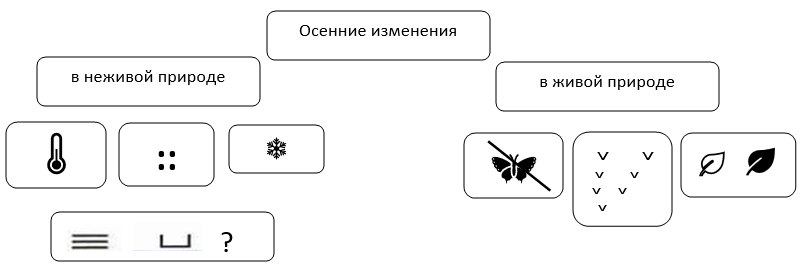 Осенние изменения
в неживой природе
в живой природе
?